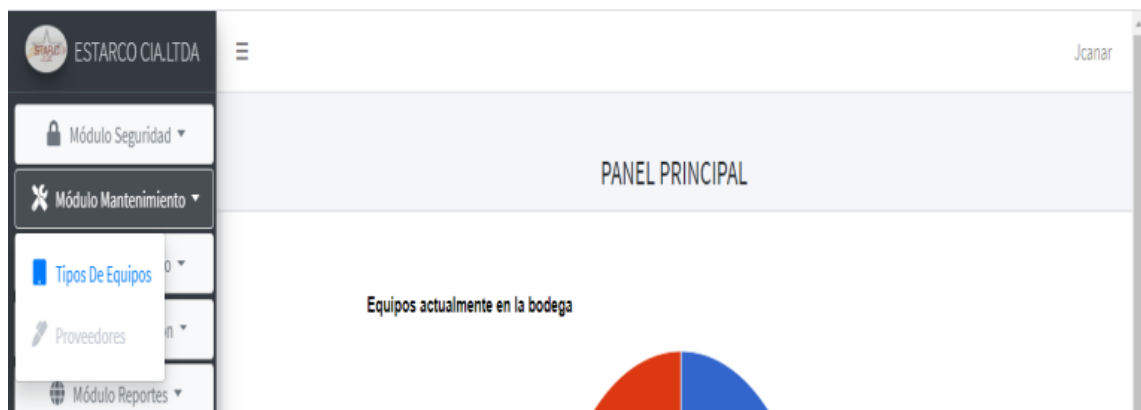 ESTARCO CIA.LTDA
Jcanar
Módulo Seguridad
PANEL PRINCIPAL
Módulo Mantenimiento
Tipos De Equipos
Equipos actualmente en la bodega
Proveedores
Módulo Reportes